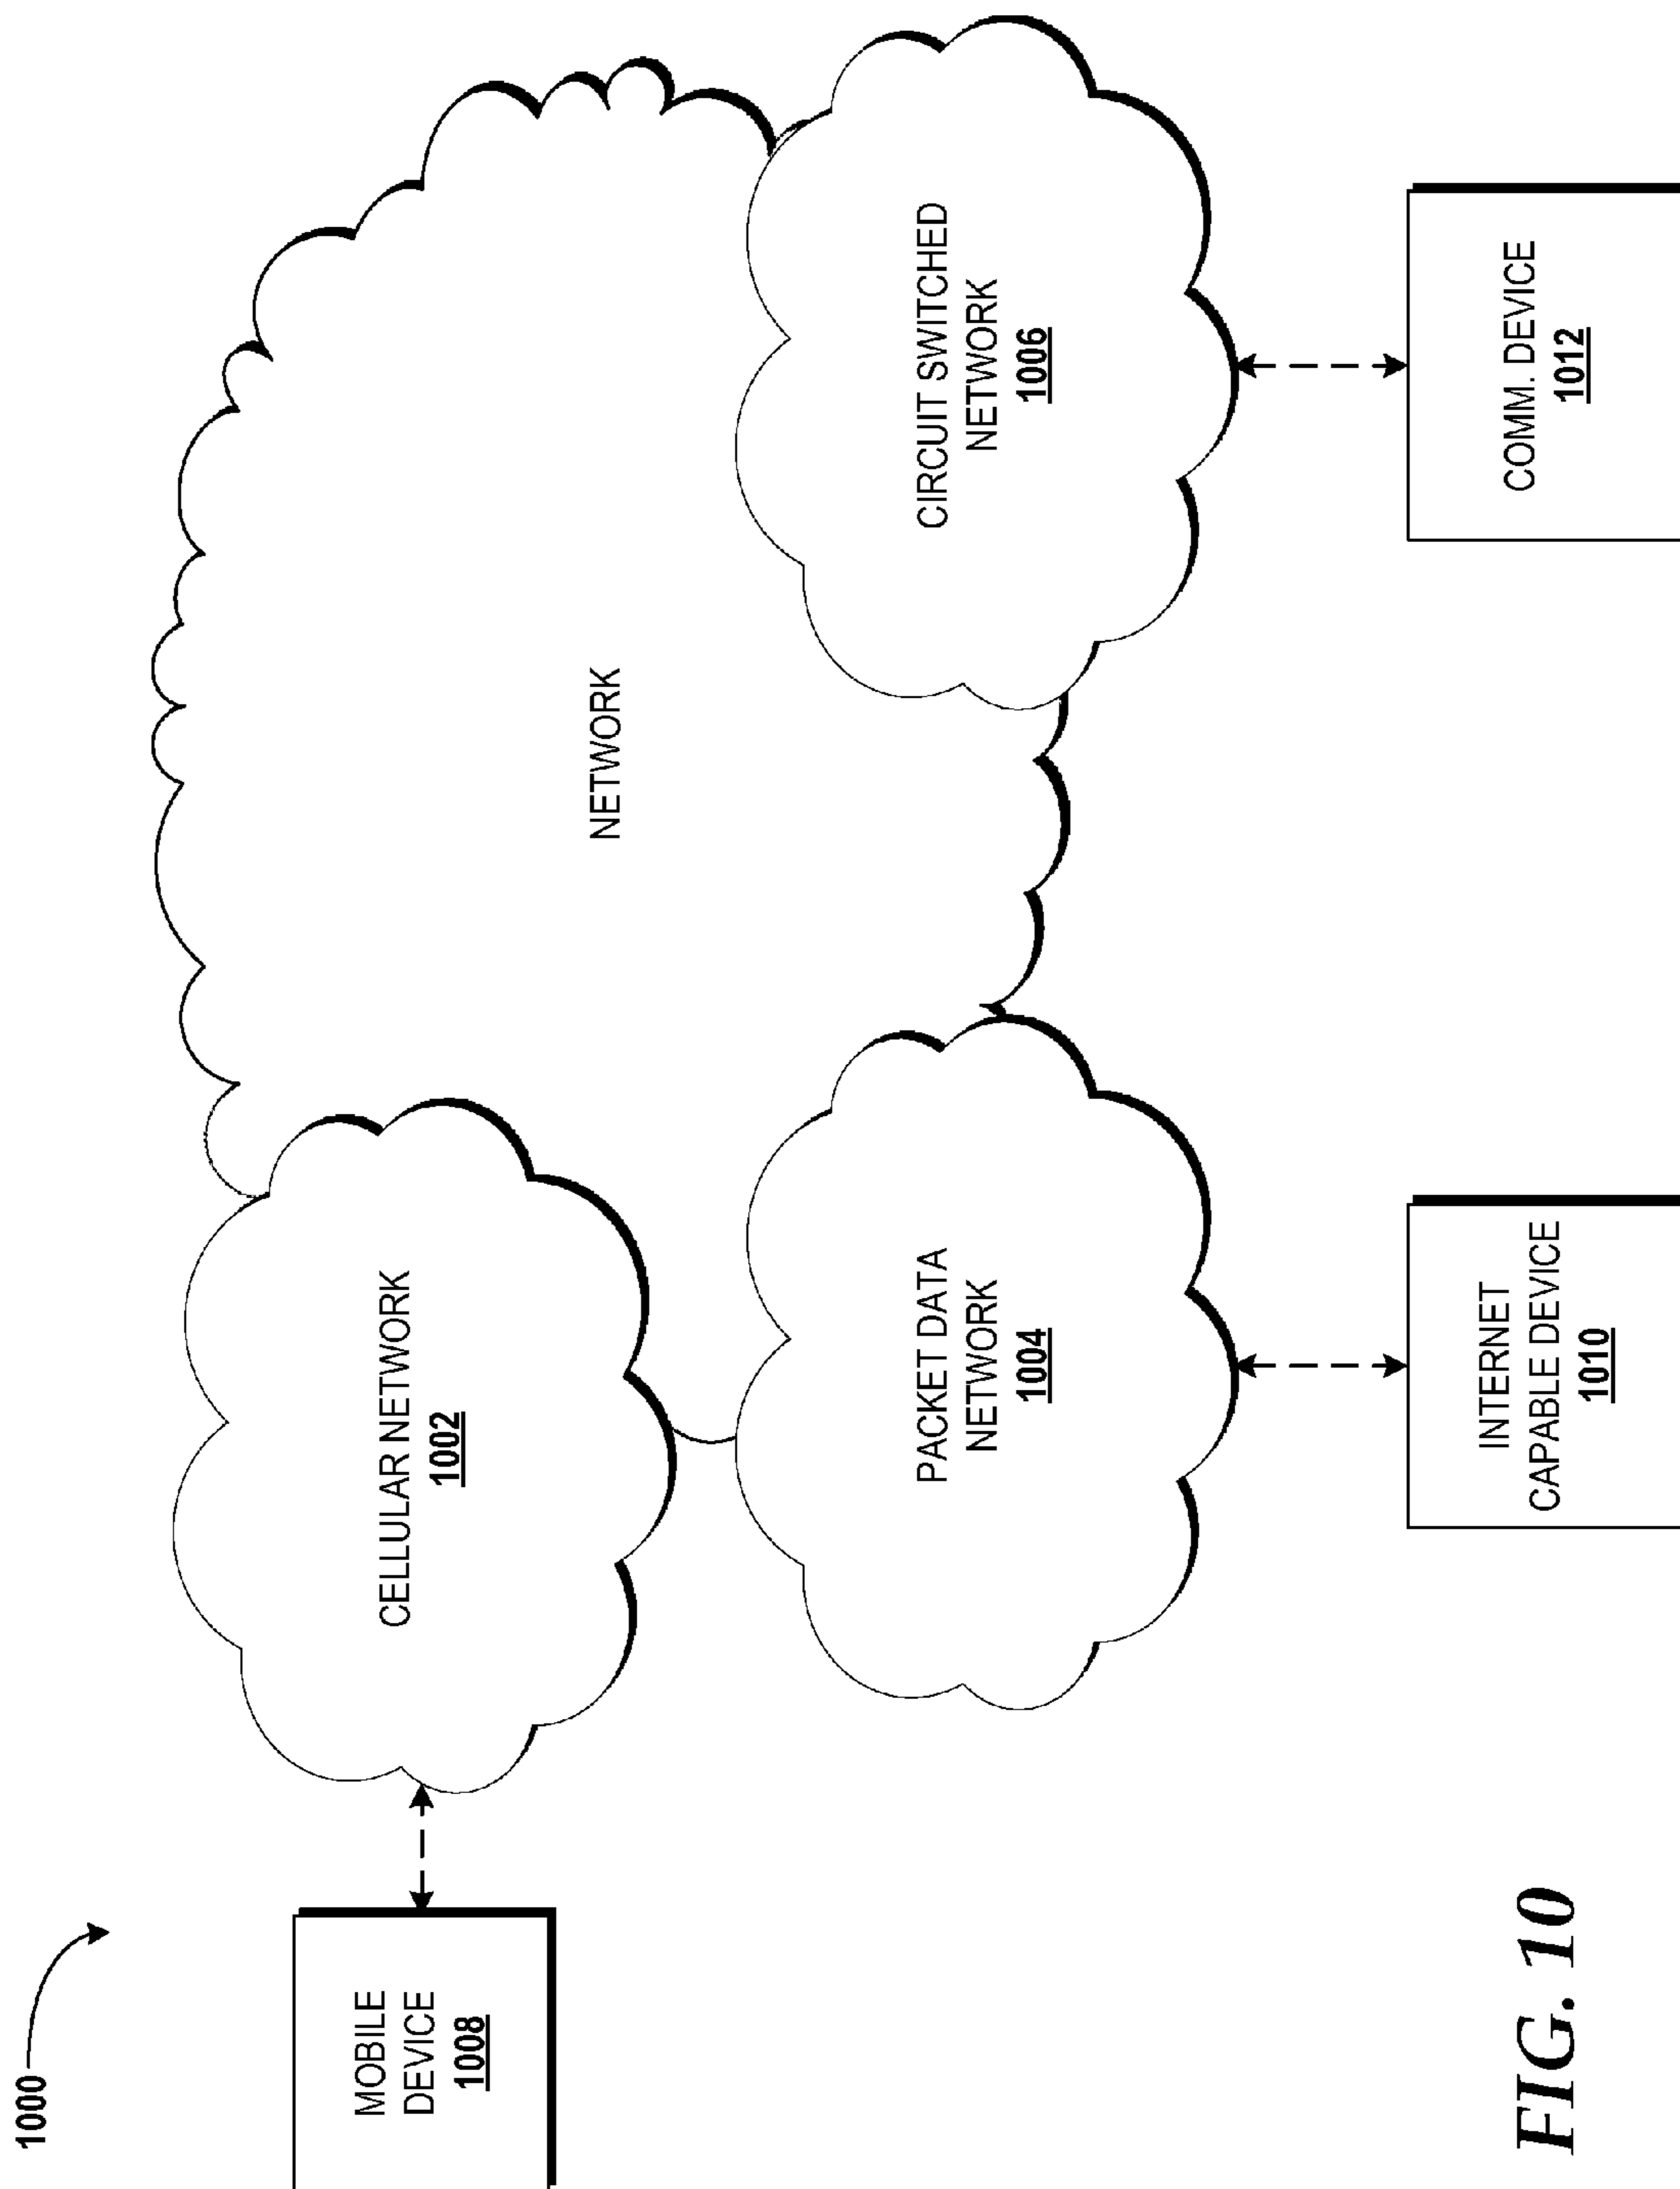 1000
MOBILE
DEVICE
1008
CELLULAR NETWORK
1002
NETWORK
PACKET DATA
NETWORK
1004
CIRCUIT SWITCHED
NETWORK
1006
INTERNET
CAPABLE DEVICE
1010
COMM. DEVICE
1012
FIG. 10